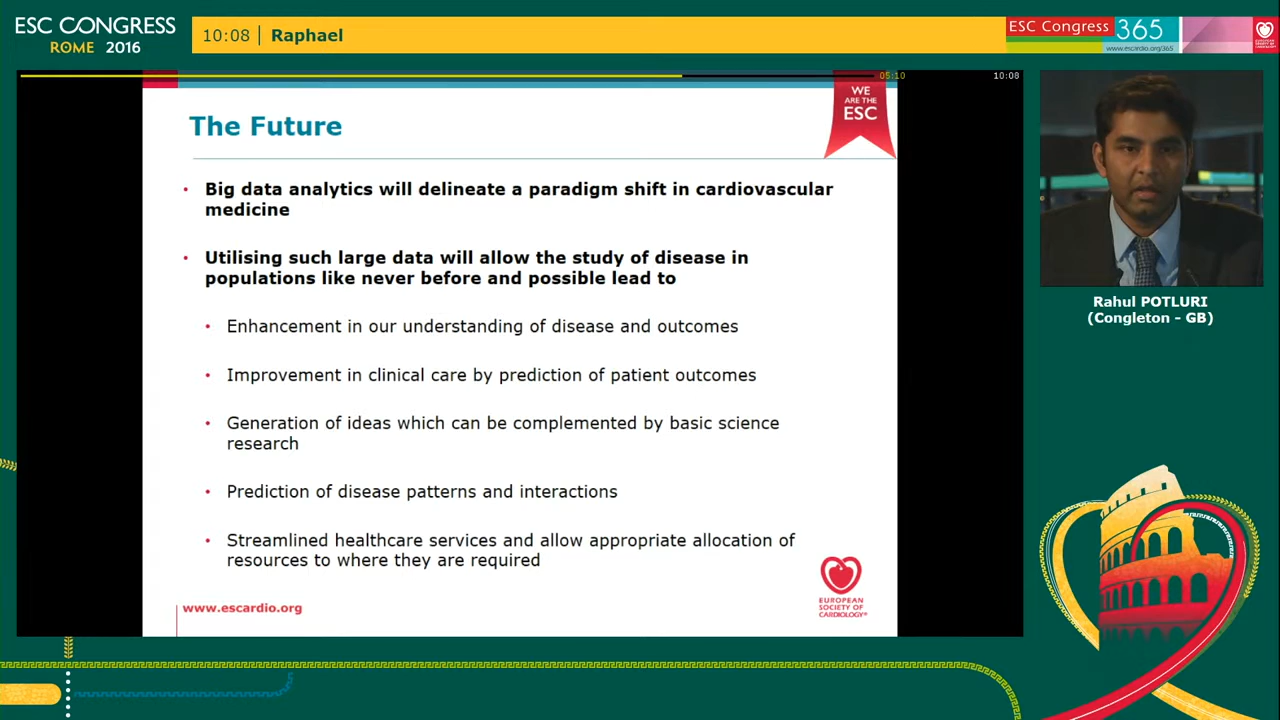 ESC CONGRESS
ROME 2016
10:08 Raphael
ESC Congress 365
www.escardio.org/365
05:10
10:08
WE
ARE THE
ESC
The Future
• Big data analytics will delineate a paradigm shift in cardiovascular
medicine
• Utilising such large data will allow the study of disease in
populations like never before and possible lead to
• Enhancement in our understanding of disease and outcomes
• Improvement in clinical care by prediction of patient outcomes
• Generation of ideas which can be complemented by basic science
research
• Prediction of disease patterns and interactions
• Streamlined healthcare services and allow appropriate allocation of
resources to where they are required
www.escardio.org
EUROPEAN
SOCIETY OF
CARDIOLOGY®
Rahul POTLURI
(Congleton - GB)